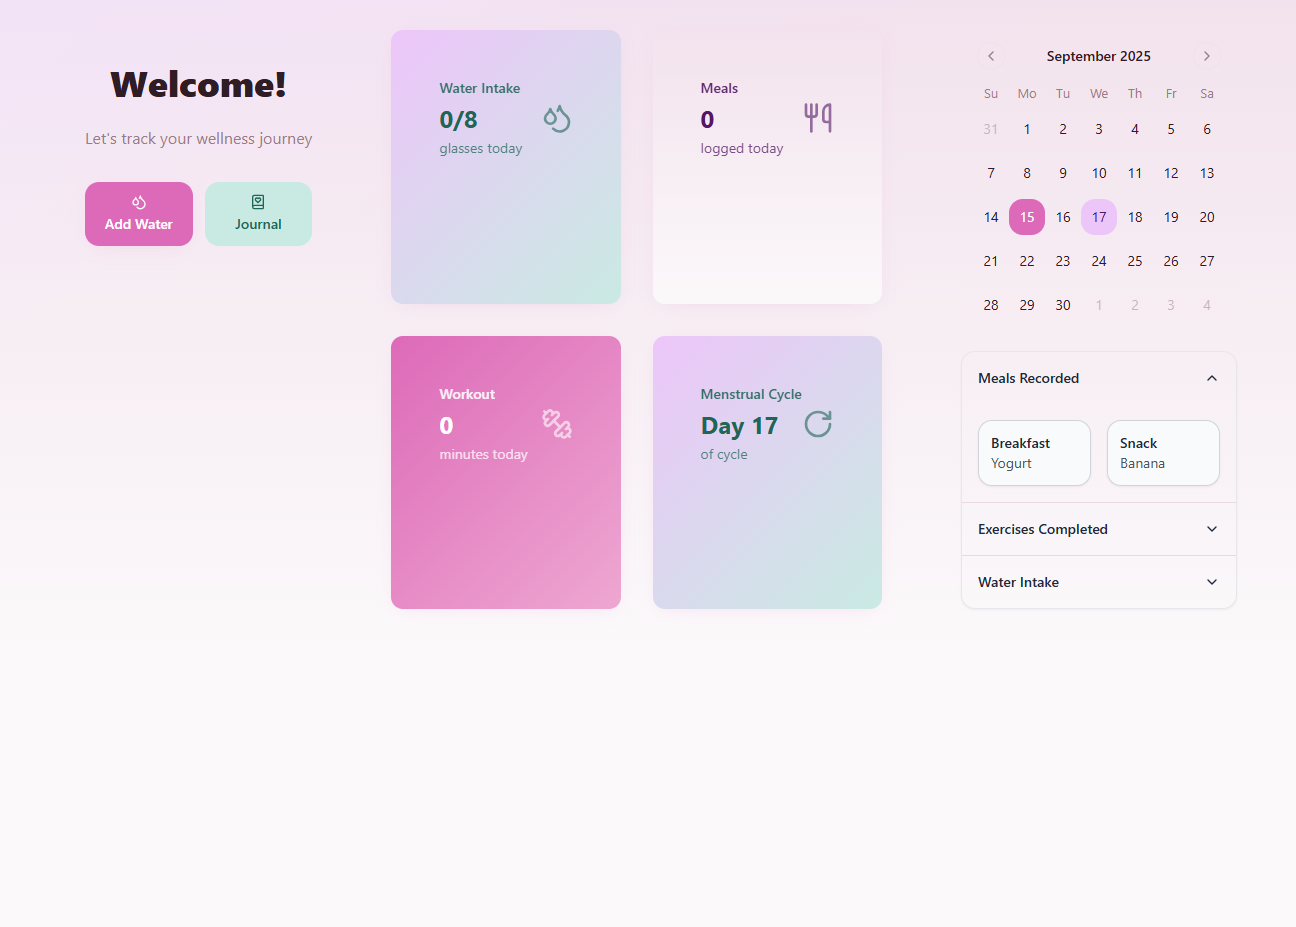 Welcome!
Let's track your wellness journey
Add Water
Journal
Water Intake
0/8
glasses today
Meals
0
logged today
Workout
0
minutes today
Menstrual Cycle
Day 17
of cycle
September 2025
Su Mo Tu We Th Fr Sa
31 1 2 3 4 5 6
7 8 9 10 11 12 13
14 15 16 17 18 19 20
21 22 23 24 25 26 27
28 29 30 1 2 3 4
Meals Recorded
Breakfast
Yogurt
Snack
Banana
Exercises Completed
Water Intake